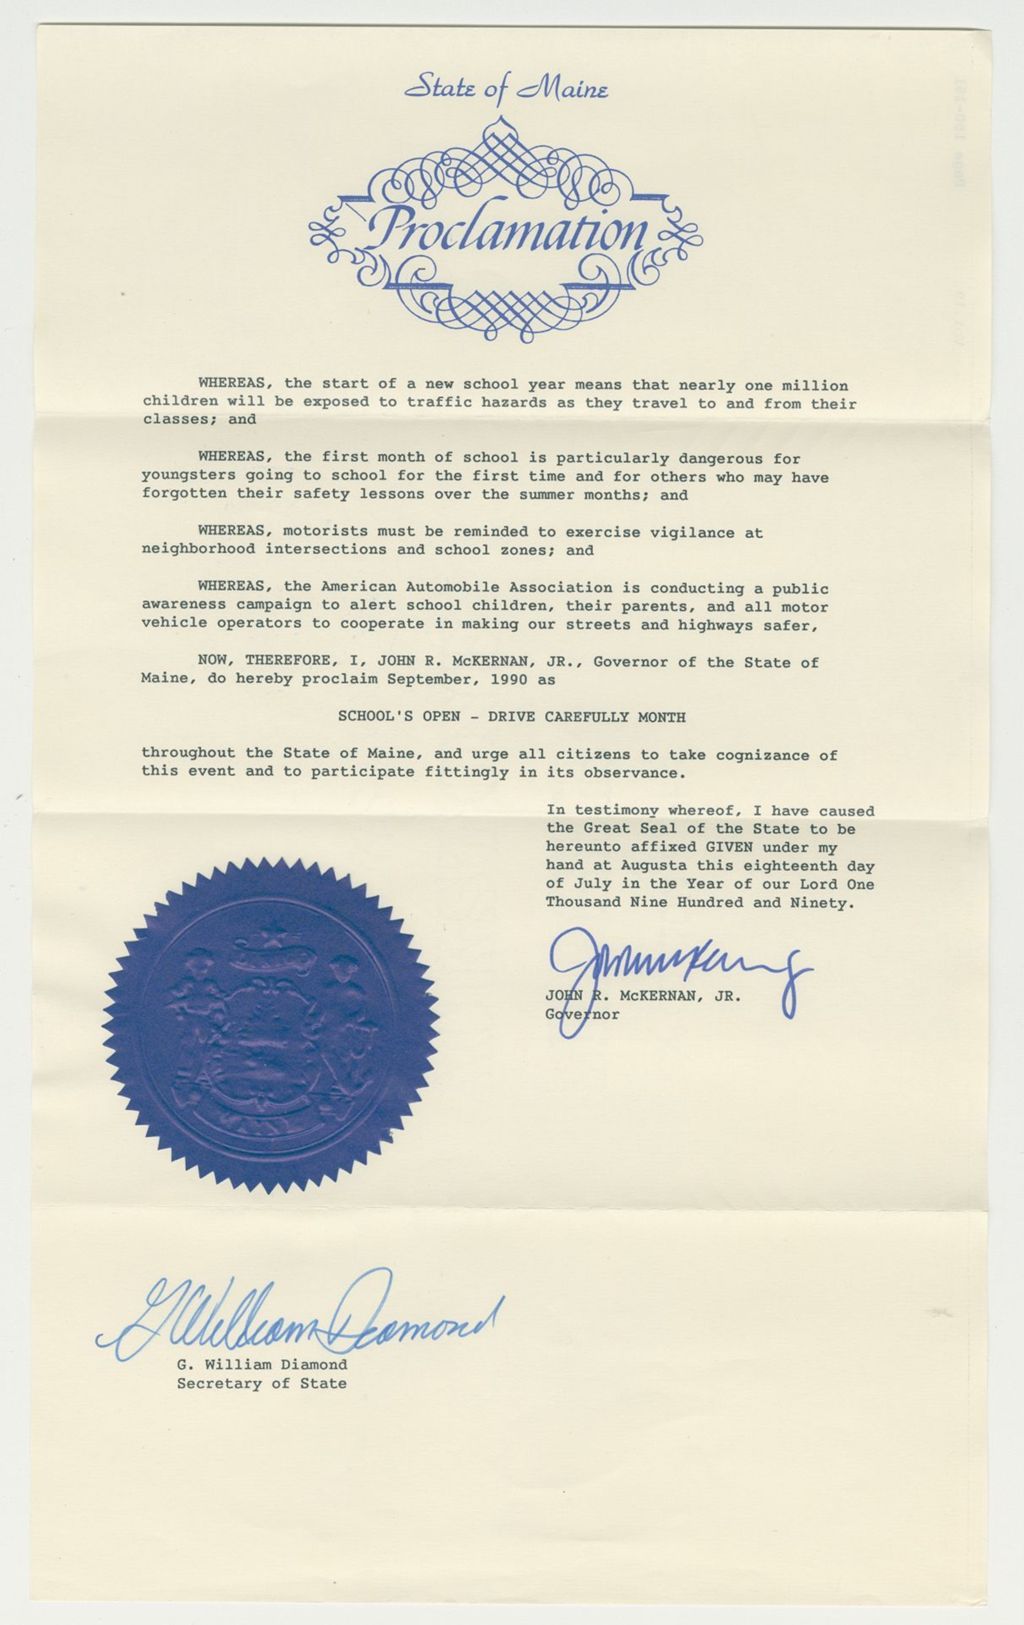 State of Maine
Proclamation
WHEREAS, the start of a new school year means that nearly one million
children will be exposed to traffic hazards as they travel to and from their
classes; and
WHEREAS, the first month of school is particularly dangerous for
youngsters going to school for the first time and for others who may have
forgotten their safety lessons over the summer months; and
WHEREAS, motorists must be reminded to exercise vigilance at
neighborhood intersections and school zones; and
WHEREAS, the American Automobile Association is conducting a public
awareness campaign to alert school children, their parents, and all motor
vehicle operators to cooperate in making our streets and highways safer,
NOW, THEREFORE, I, JOHN R. McKERNAN, JR., Governor of the State of
Maine, do hereby proclaim September, 1990 as
SCHOOL'S OPEN - DRIVE CAREFULLY MONTH
throughout the State of Maine, and urge all citizens to take cognizance of
this event and to participate fittingly in its observance.
In testimony whereof, I have caused
the Great Seal of the State to be
hereunto affixed GIVEN under my
hand at Augusta this eighteenth day
of July in the Year of our Lord One
Thousand Nine Hundred and Ninety.
JOHN R. McKERNAN, JR.
Governor
MAINE
G William Diamond
G. William Diamond
Secretary of State